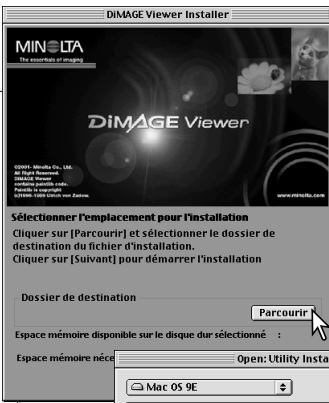 DiMAGE Viewer Installer
MINOLTA
The essentials of imaging
DiMAGE Viewer
©2001- Minolta Co., Ltd.
All Right Reserved.
DiMAGE Viewer
contains paintlib code.
Paintlib is copyright
(c)1996-1200 Ulrich von Zadow.
www.minolta.com
Sélectionner l'emplacement pour l'installation
Cliquer sur [Parcourir] et sélectionner le dossier de
destination du fichier d'installation.
Cliquer sur [Suivant] pour démarrer l'installation
Dossier de destination
Parcourir
Espace mémoire disponible sur le disque dur sélectionné :
Espace mémoire néce
Open: Utility Insta
Mac OS 9E